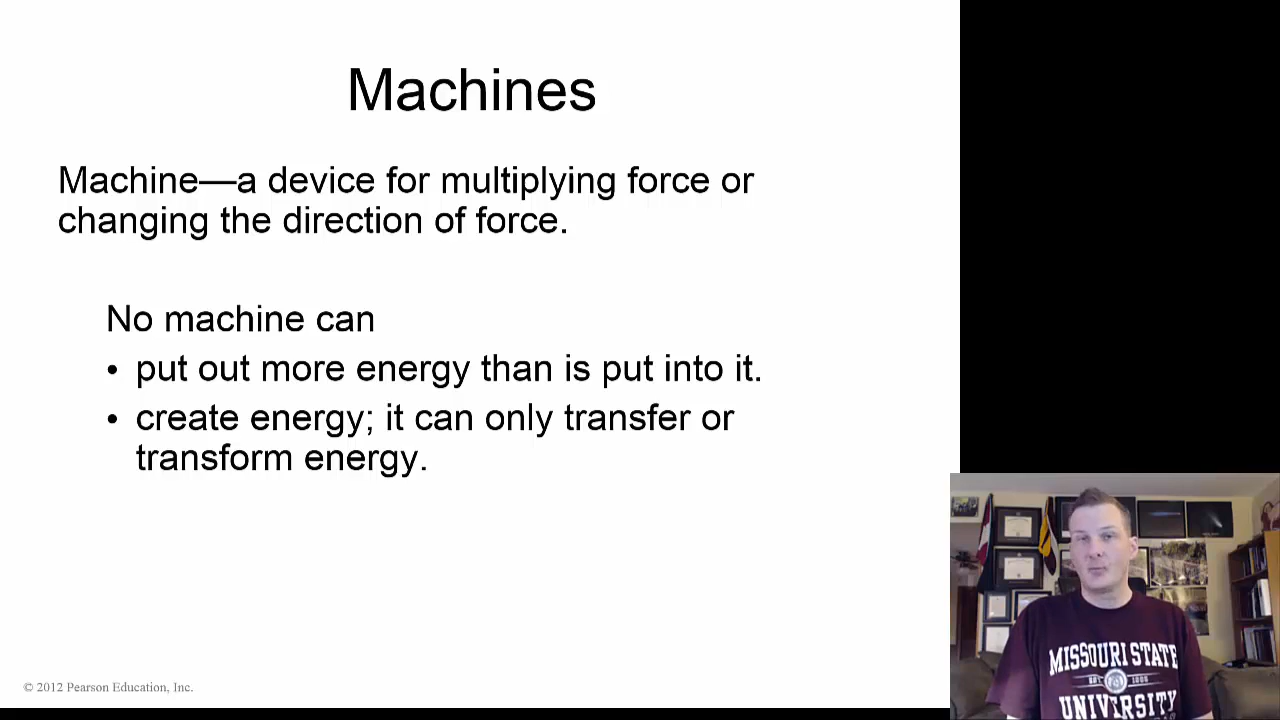 Machines
Machine—a device for multiplying force or
changing the direction of force.
No machine can
• put out more energy than is put into it.
• create energy; it can only transfer or
transform energy.
© 2012 Pearson Education, Inc.
MISSOURI STATE
UNIVERSITY